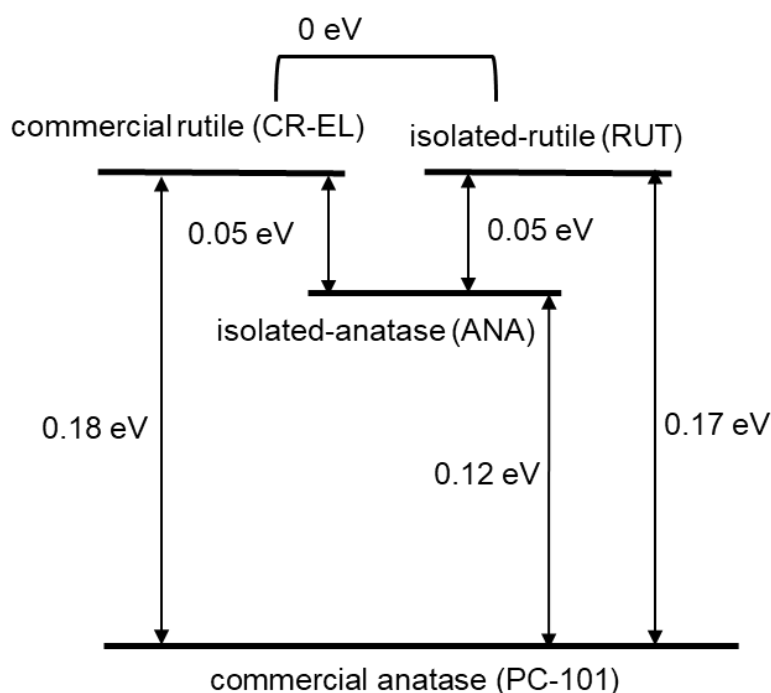 0 eV
commercial rutile (CR-EL)
isolated-rutile (RUT)
0.05 eV
0.05 eV
isolated-anatase (ANA)
0.18 eV
0.17 eV
0.12 eV
commercial anatase (PC-101)